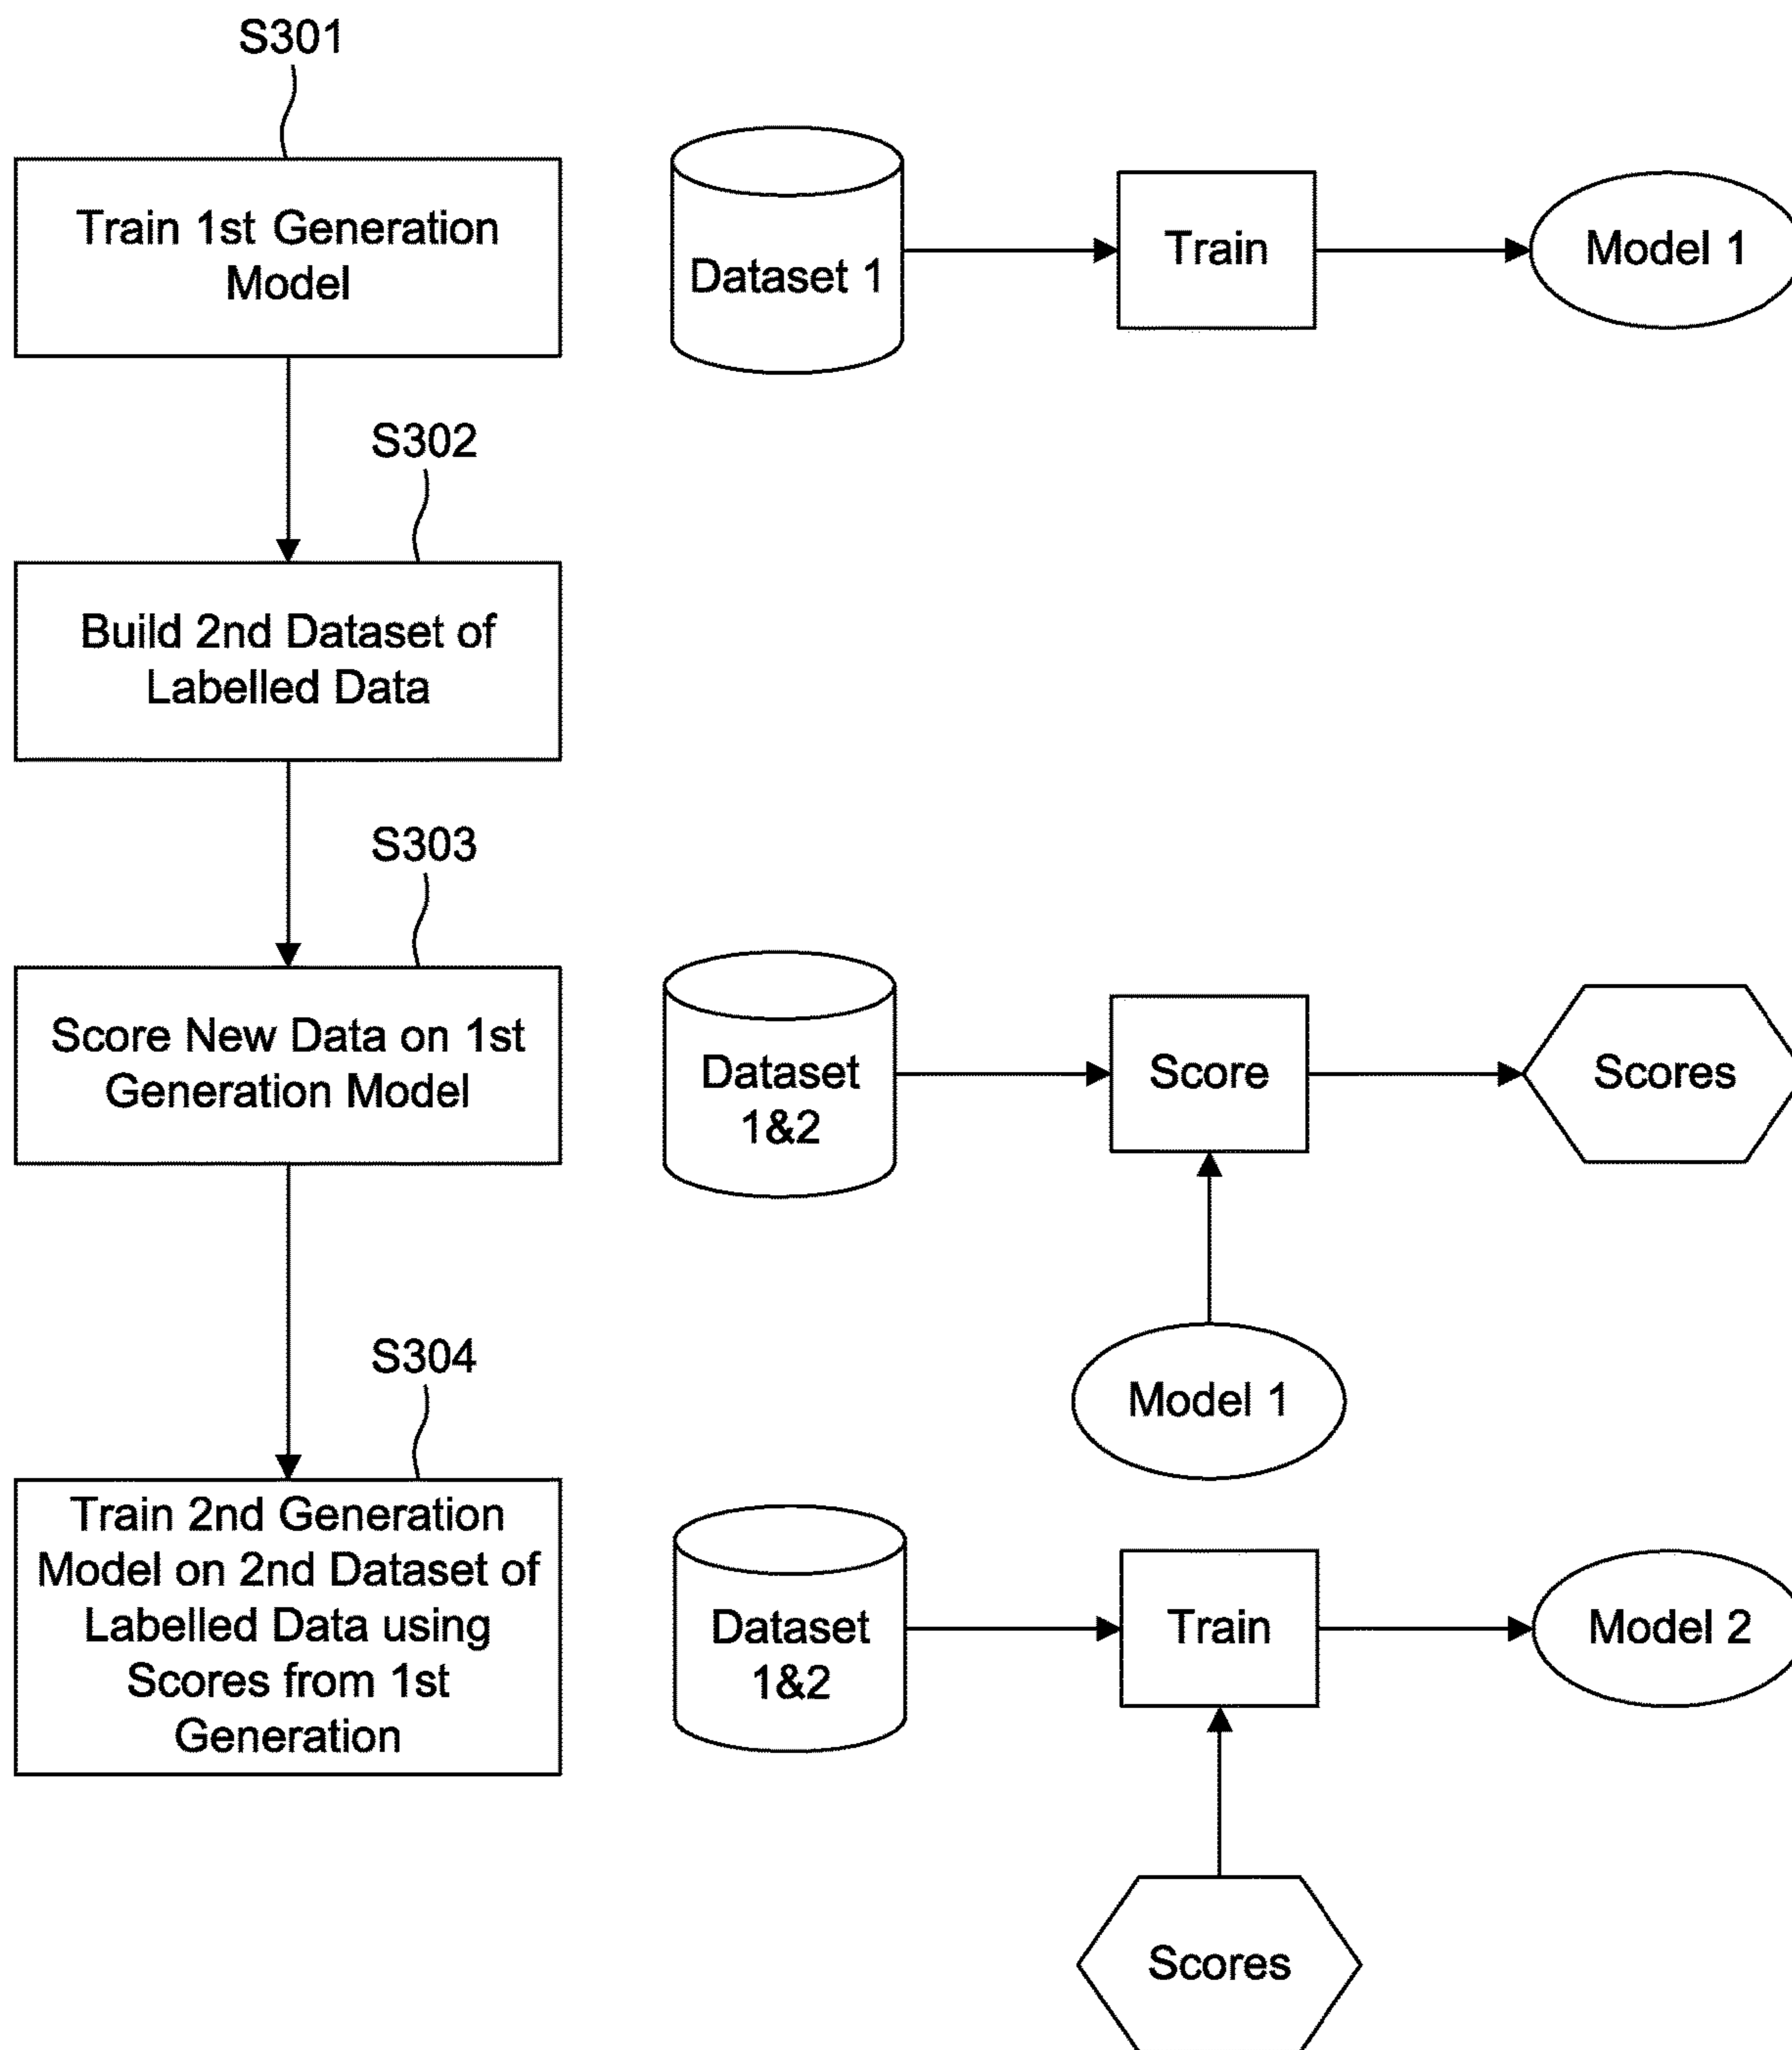 S301
Train 1st Generation
Model
Dataset 1
Train
Model 1
S302
Build 2nd Dataset of
Labelled Data
S303
Score New Data on 1st
Generation Model
Dataset
1&2
Score
Scores
Model 1
S304
Train 2nd Generation
Model on 2nd Dataset of
Labelled Data using
Scores from 1st
Generation
Dataset
1&2
Train
Model 2
Scores